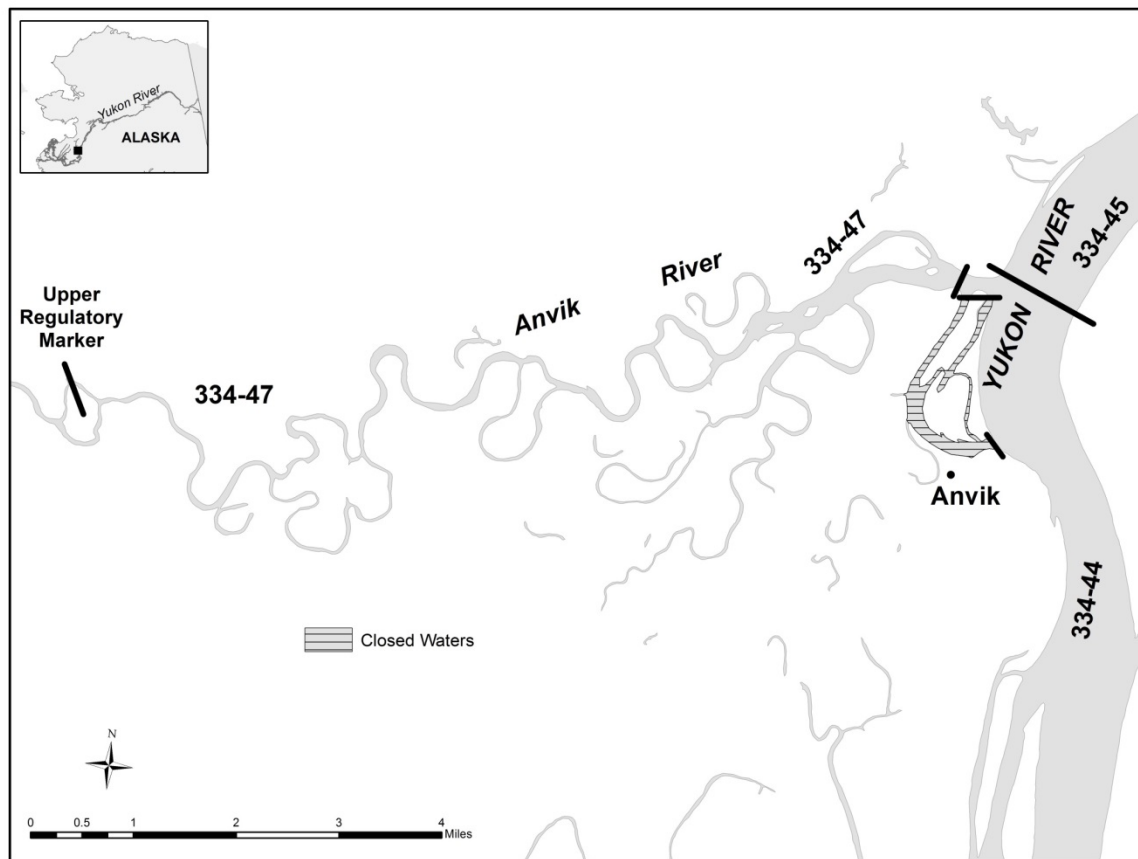 Yukon River
ALASKA
334-47
River
Anvik
RIVER
334-45
YUKON
Upper
Regulatory
Marker
334-47
Anvik
334-44
Closed Waters
N
0 0.5 1 2 3 4
Miles